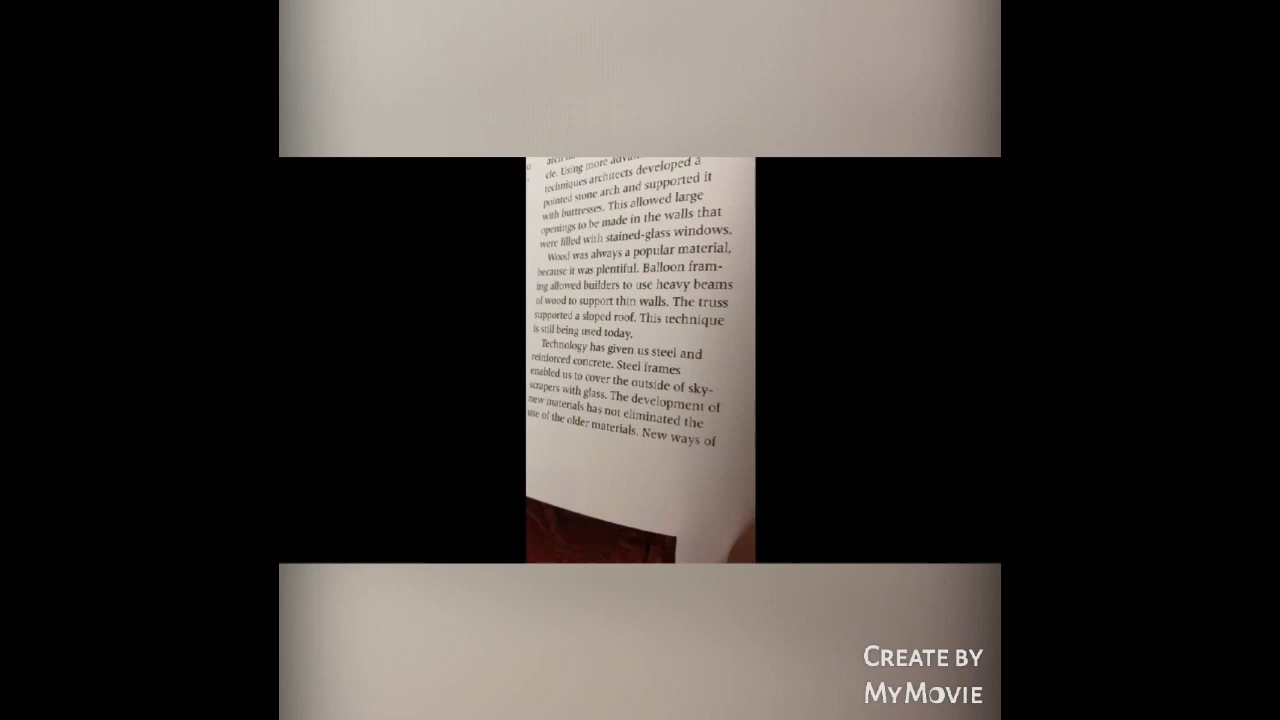 cle. Using more
techniques architects developed a
pointed stone arch and supported it
with buttresses. This allowed large
openings to be made in the walls that
were filled with stained-glass windows.
Wood was always a popular material,
because it was plentiful. Balloon fram-
ing allowed builders to use heavy beams
of wood to support thin walls. The truss
supported a sloped roof. This technique
is still being used today.
Technology has given us steel and
reinforced concrete. Steel frames
enabled us to cover the outside of sky-
scrapers with glass. The development of
new materials has not eliminated the
use of the older materials. New ways of
CREATE BY
MYMOVIE